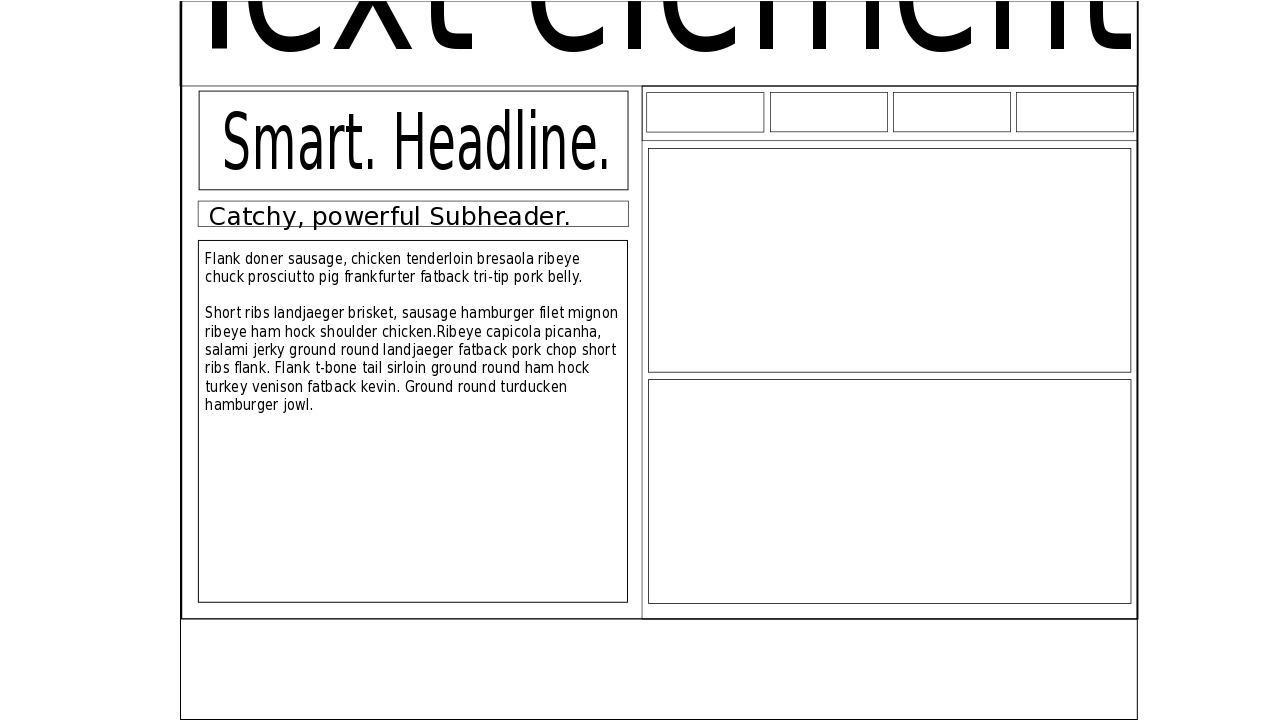 Text element
Smart. Headline.
Catchy, powerful Subheader.
Flank doner sausage, chicken tenderloin bresaola ribeye
chuck prosciutto pig frankfurter fatback tri-tip pork belly.
Short ribs landjaeger brisket, sausage hamburger filet mignon
ribeye ham hock shoulder chicken.Ribeye capicola picanha,
salami jerky ground round landjaeger fatback pork chop short
ribs flank. Flank t-bone tail sirloin ground round ham hock
turkey venison fatback kevin. Ground round turducken
hamburger jowl.